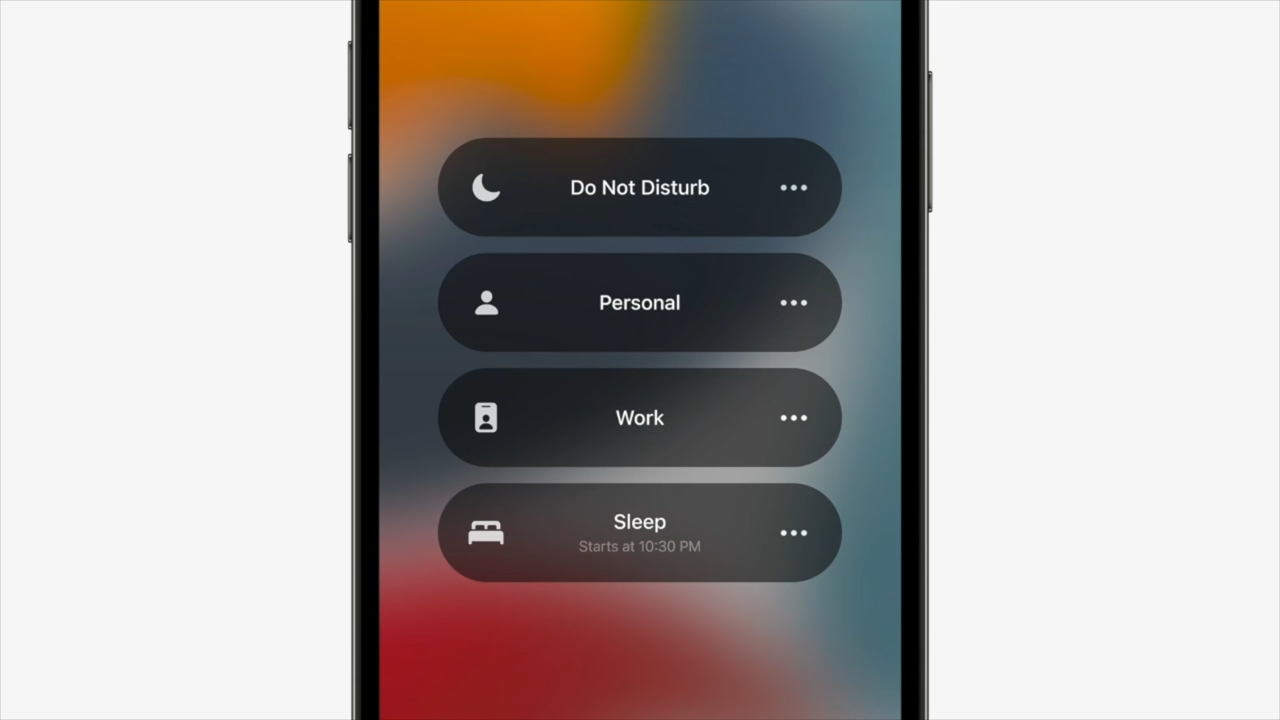 Do Not Disturb
Personal
Work
Sleep
Starts at 10:30 PM